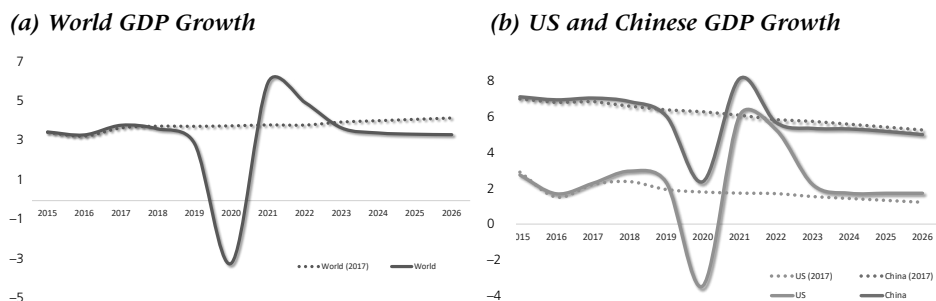 (a) World GDP Growth
7
5
3
1
–1
–3
–5
2015 2016 2017 2018 2019 2020 2021 2022 2023 2024 2025 2026
World (2017) World
(b) US and Chinese GDP Growth
8
6
4
2
0
–2
–4
015 2016 2017 2018 2019 2020 2021 2022 2023 2024 2025 2026
US (2017) China (2017)
US China